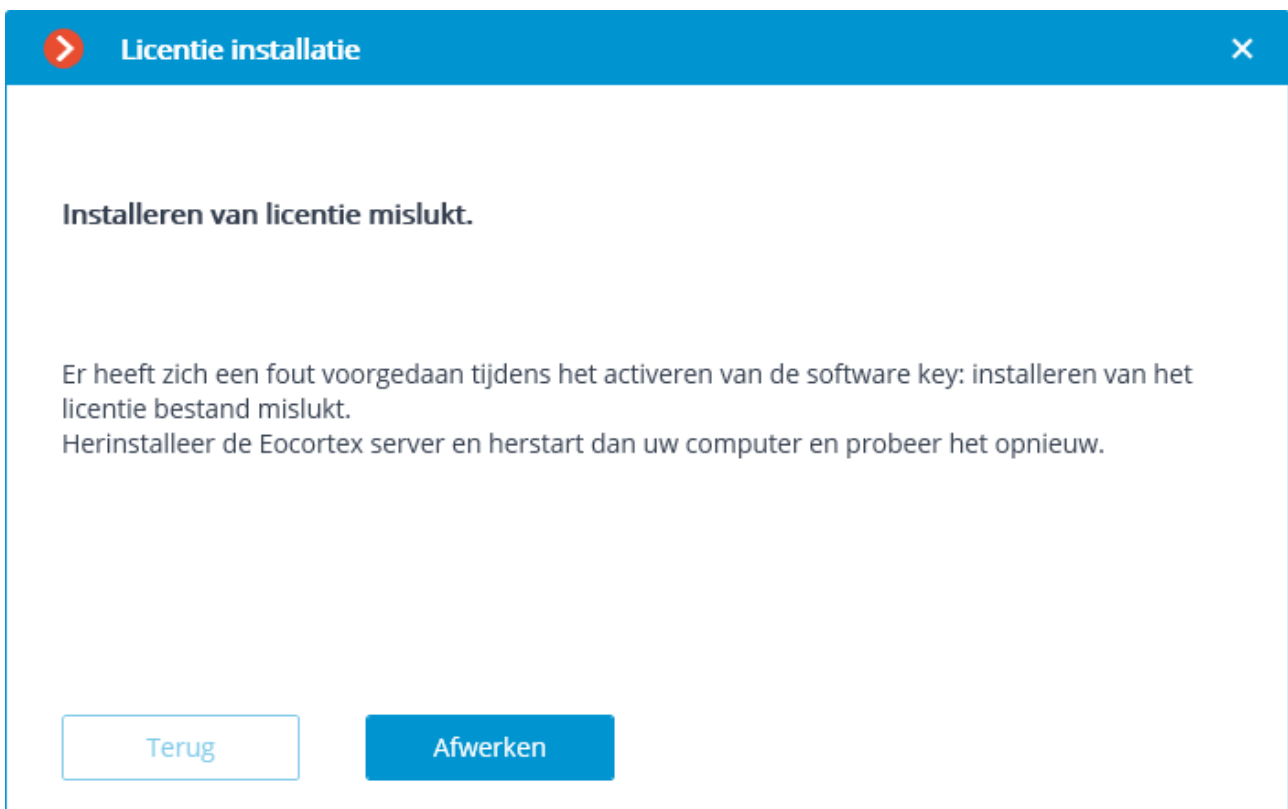 Licentie installatie
Installeren van licentie mislukt.
Er heeft zich een fout voorgedaan tijdens het activeren van de software key: installeren van het
licentie bestand mislukt.
Herinstalleer de Eocortex server en herstart dan uw computer en probeer het opnieuw.
Terug
Afwerken